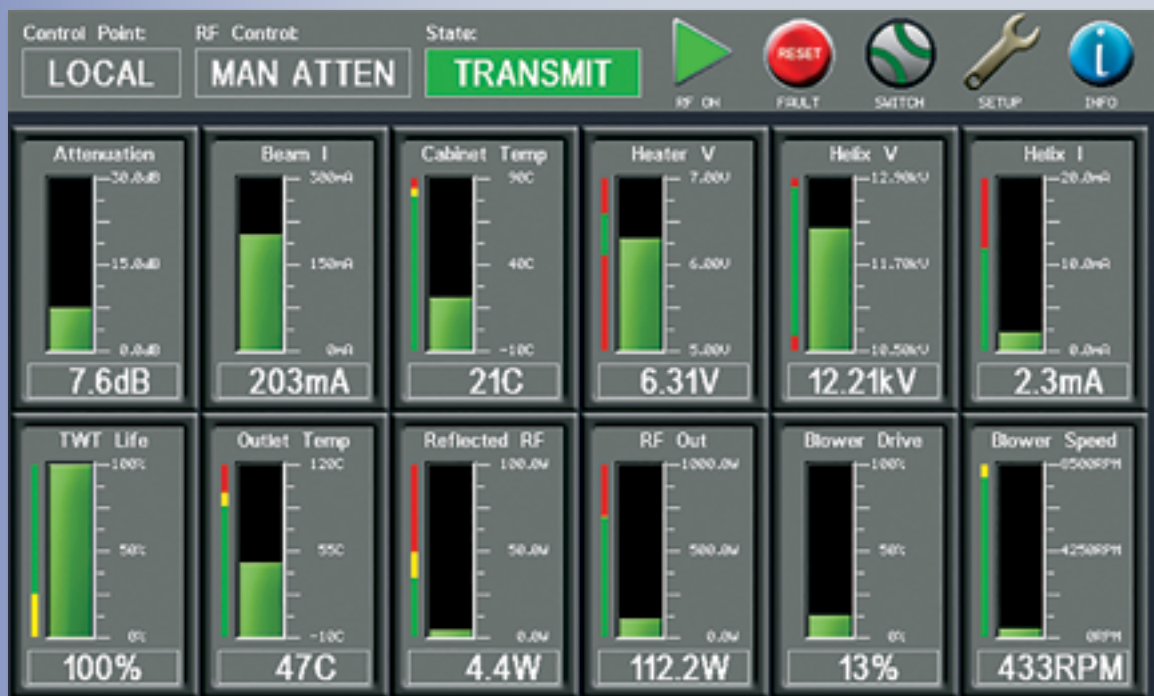 Control Point: RF Control: State:
LOCAL MAN ATTEN TRANSMIT
RESET
RF ON FAULT SWITCH SETUP i INFO
Attenuation
30.0dB
15.0dB
0.0dB
7.6dB
Beam I
300mA
150mA
0mA
203mA
Cabinet Temp
90C
40C
-10C
21C
Heater V
7.00V
6.00V
5.00V
6.31V
Helix V
12.90kV
11.70kV
10.50kV
12.21kV
Helix I
20.0mA
10.0mA
0.0mA
2.3mA
TWT Life
100%
50%
0%
100%
Outlet Temp
120C
55C
-10C
47C
Reflected RF
100.0W
50.0W
0.0W
4.4W
RF Out
1000.0W
500.0W
0.0W
112.2W
Blower Drive
100%
50%
0%
13%
Blower Speed
8500RPM
4250RPM
0RPM
433RPM